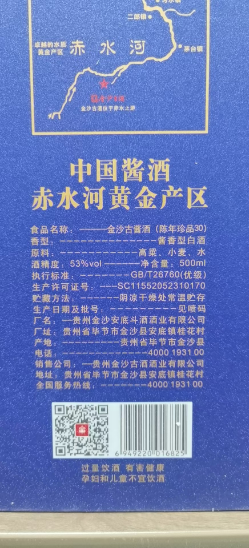 二郎镇
茅台镇
卓越的水源
黄金产区
赤水河
金沙古酒位于赤水上游
中国酱酒
赤水河黄金产区
食品名称：----金沙古酱酒（陈年珍品30）
香型：--------------酱香型白酒
原料：--------------高粱、小麦、水
酒精度：53%vol.--------净含量：500ml
执行标准：--------GB/T26760(优级)
生产许可证号：---SC11552052310170
贮藏方法：----阴凉干燥处常温贮存
生产日期及批号：---------见喷码
厂名：--贵州金沙安底斗酒酒业有限公司
厂址：贵州省毕节市金沙县安底镇桂花村
产地：----------贵州省毕节市金沙县
电话：--------------4000 1931 00
销售公司：----贵州金沙古酒酒业有限公司
地址：贵州省毕节市金沙县安底镇桂花村
全国服务热线：--------4000 1931 00
6 949220 016825
过量饮酒 有害健康
孕妇和儿童不宜饮酒